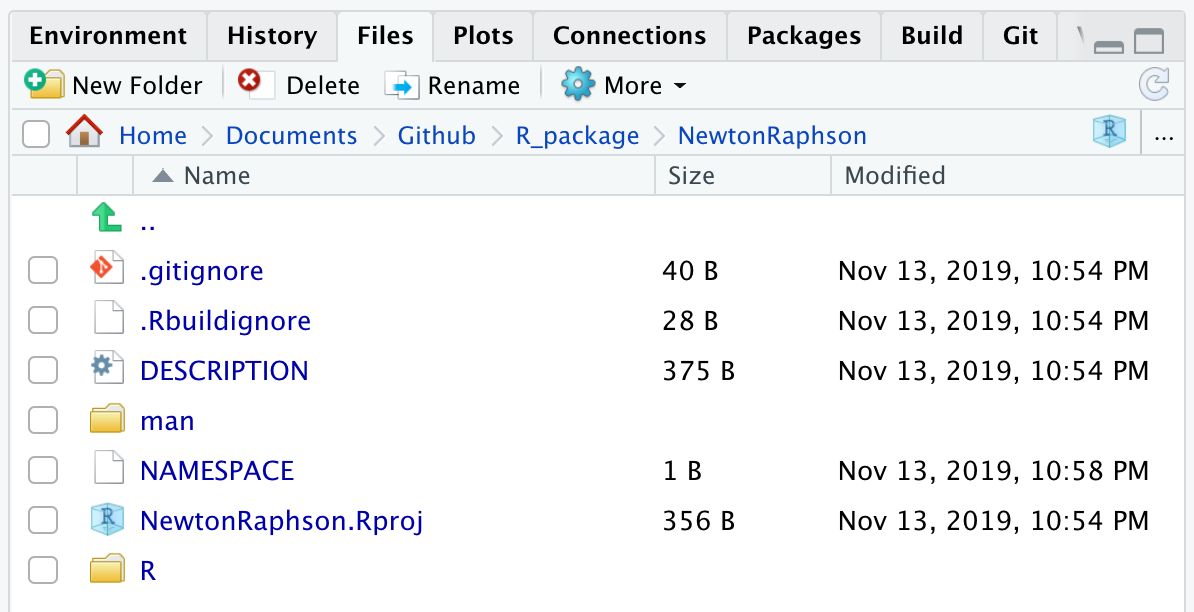 Environment History Files Plots Connections Packages Build Git
New Folder Delete Rename More
Home Documents Github R_package NewtonRaphson R ...
Name Size Modified
..
.gitignore 40 B Nov 13, 2019, 10:54 PM
.Rbuildignore 28 B Nov 13, 2019, 10:54 PM
DESCRIPTION 375 B Nov 13, 2019, 10:54 PM
man
NAMESPACE 1 B Nov 13, 2019, 10:58 PM
R NewtonRaphson.Rproj 356 B Nov 13, 2019, 10:54 PM
R